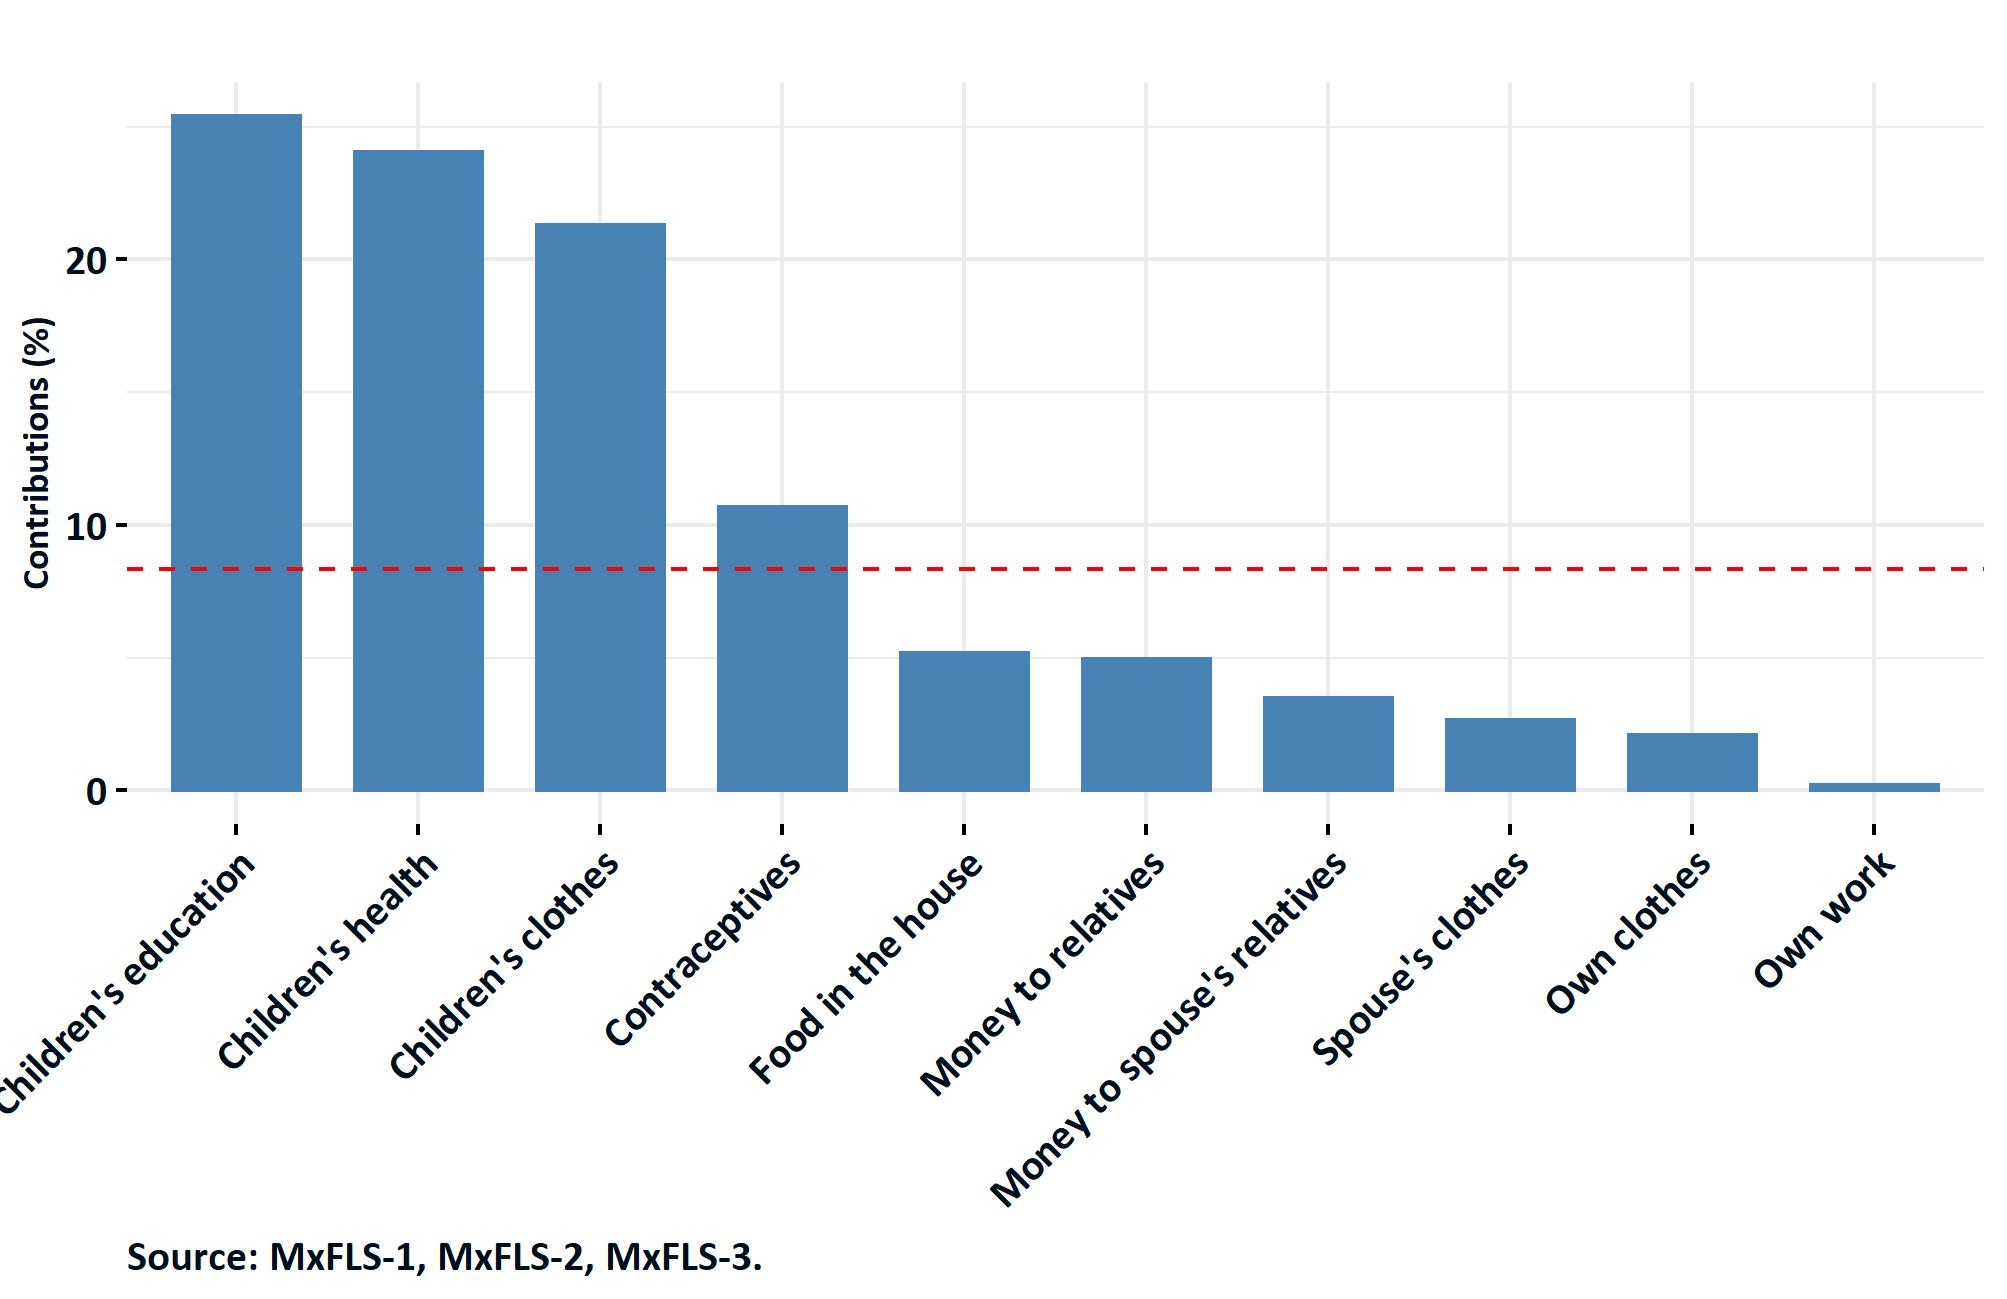 Contributions (%)
20
10
0
Children's education
Children's health
Children's clothes
Contraceptives
Food in the house
Money to relatives
Money to spouse's relatives
Spouse's clothes
Own clothes
Own work
Source: MxFLS-1, MxFLS-2, MxFLS-3.